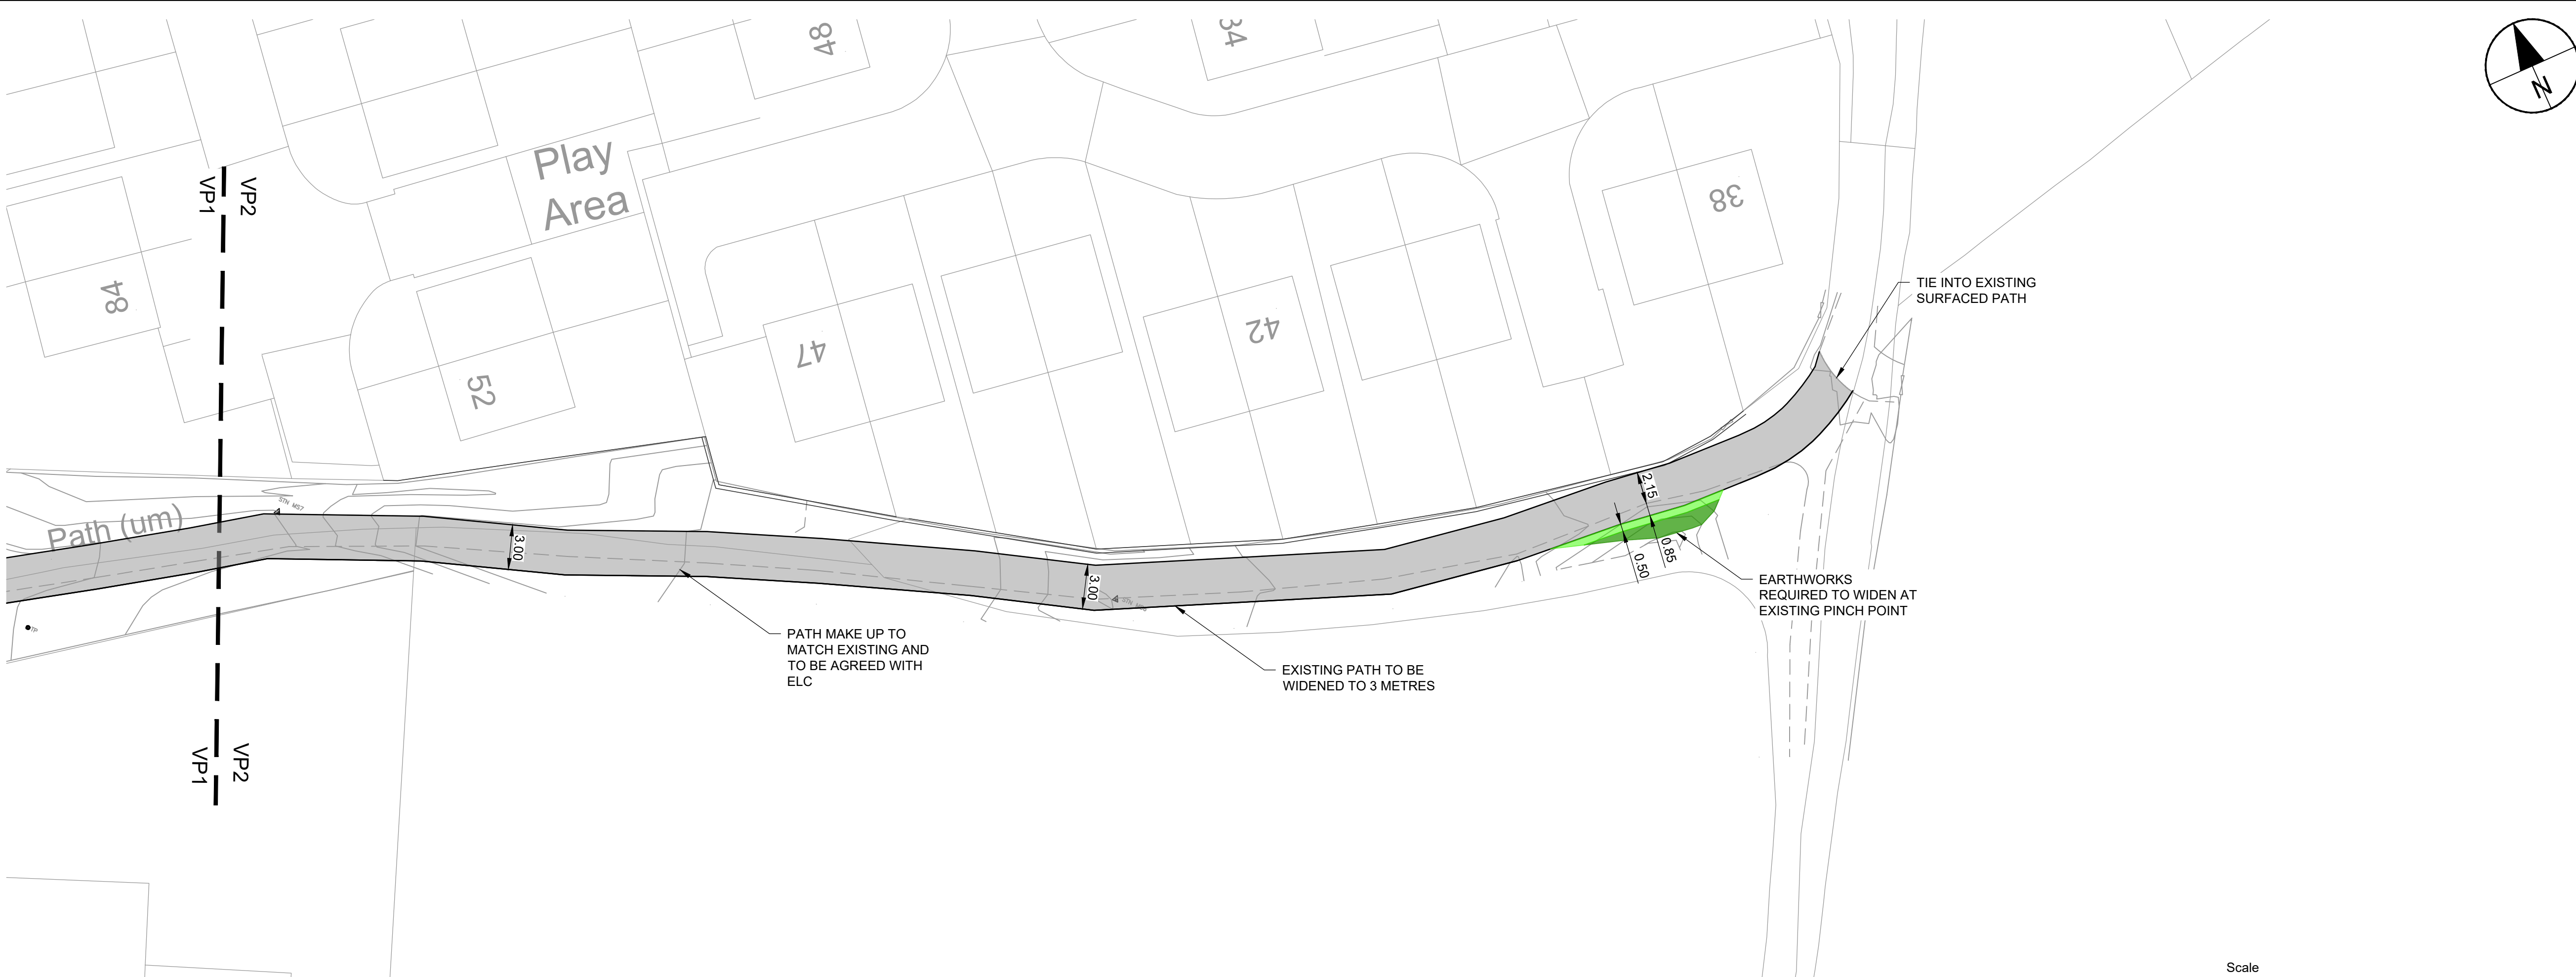 48
34
N
Play
Area
VP1
VP2
38
84
TIE INTO EXISTING
SURFACED PATH
42
47
52
2.15
STN MS7
Path (um)
3.00
0.50
0.85
3.00
EARTHWORKS
REQUIRED TO WIDEN AT
EXISTING PINCH POINT
TP
PATH MAKE UP TO
MATCH EXISTING AND
TO BE AGREED WITH
ELC
EXISTING PATH TO BE
WIDENED TO 3 METRES
VP1
VP2
Scale